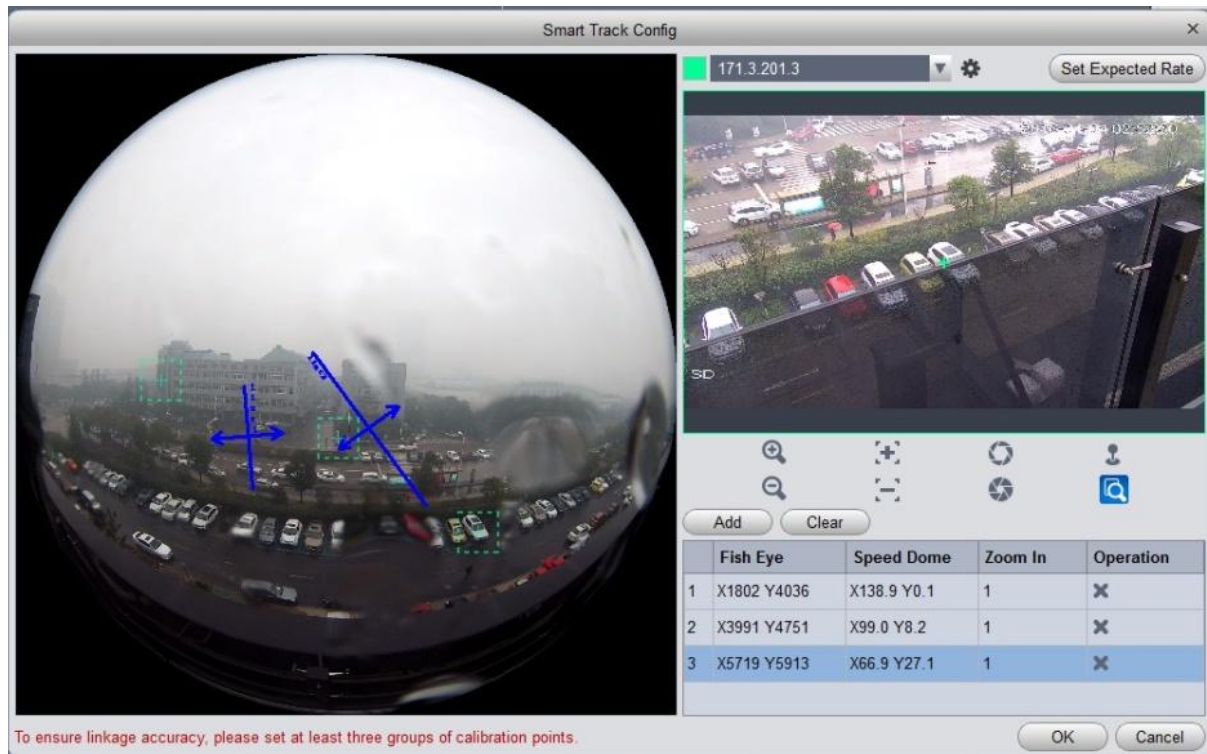 Smart Track Config
171.3.201.3
Set Expected Rate
SD
Add
Clear
Fish Eye Speed Dome Zoom In Operation
1 X1802 Y4036 X138.9 Y0.1 1
2 X3991 Y4751 X99.0 Y8.2 1
3 X5719 Y5913 X66.9 Y27.1 1
To ensure linkage accuracy, please set at least three groups of calibration points.
OK
Cancel